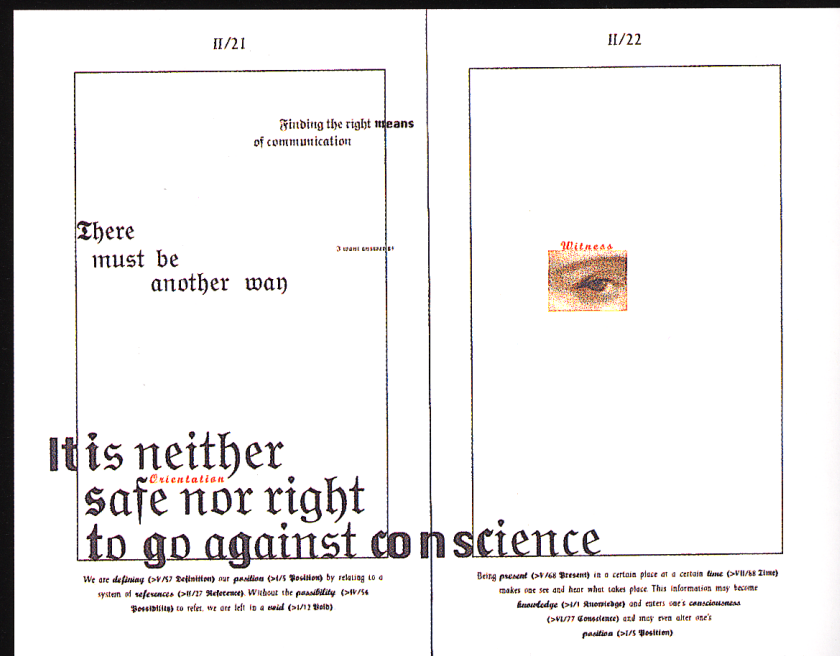 II/21
Finding the right means
of communication
There
must be
another way
I want answers
It is neither
Orientation
safe nor right
to go against conscience
We are defining (>V/57 Definition) our position (>I/5 Position) by relating to a
system of references (>II/27 Reference). Without the possibility (>IV/56
Possibility) to refer, we are left in a void (>I/12 Void)
II/22
Witness
Being present (>V/68 Present) in a certain place at a certain time (>VII/68 Time)
makes one see and hear what takes place. This information may become
knowledge (>I/1 Knowledge) and enters one's consciousness
(>VI/77 Conscience) and may even alter one's
position (>I/5 Position)